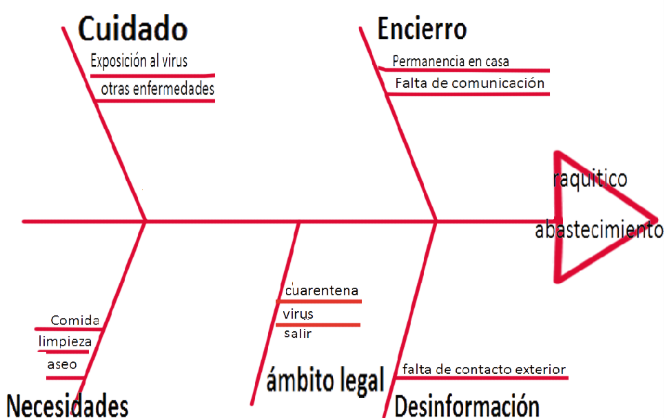 Cuidado
Exposición al virus
otras enfermedades
Encierro
Permanencia en casa
Falta de comunicación
raquitico
abastecimiento
Comida
limpieza
aseo
Necesidades
cuarentena
virus
salir
ámbito legal
falta de contacto exterior
Desinformación